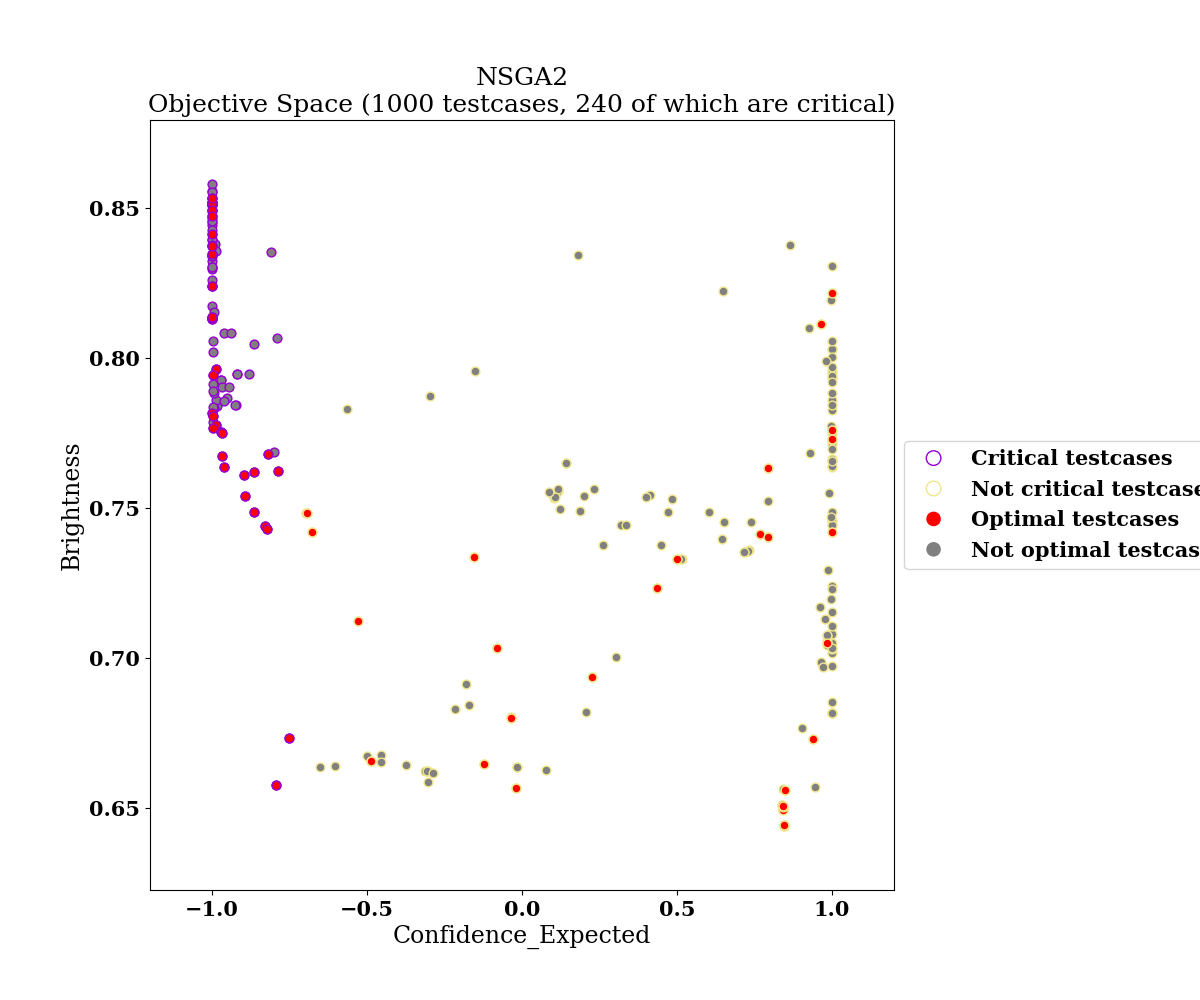 NSGA2
Objective Space (1000 testcases, 240 of which are critical)
0.85
0.80
0.75
0.70
0.65
Brightness
−1.0
−0.5
0.0
0.5
1.0
Confidence_Expected
Critical testcases
Not critical testcase
Optimal testcases
Not optimal testcas